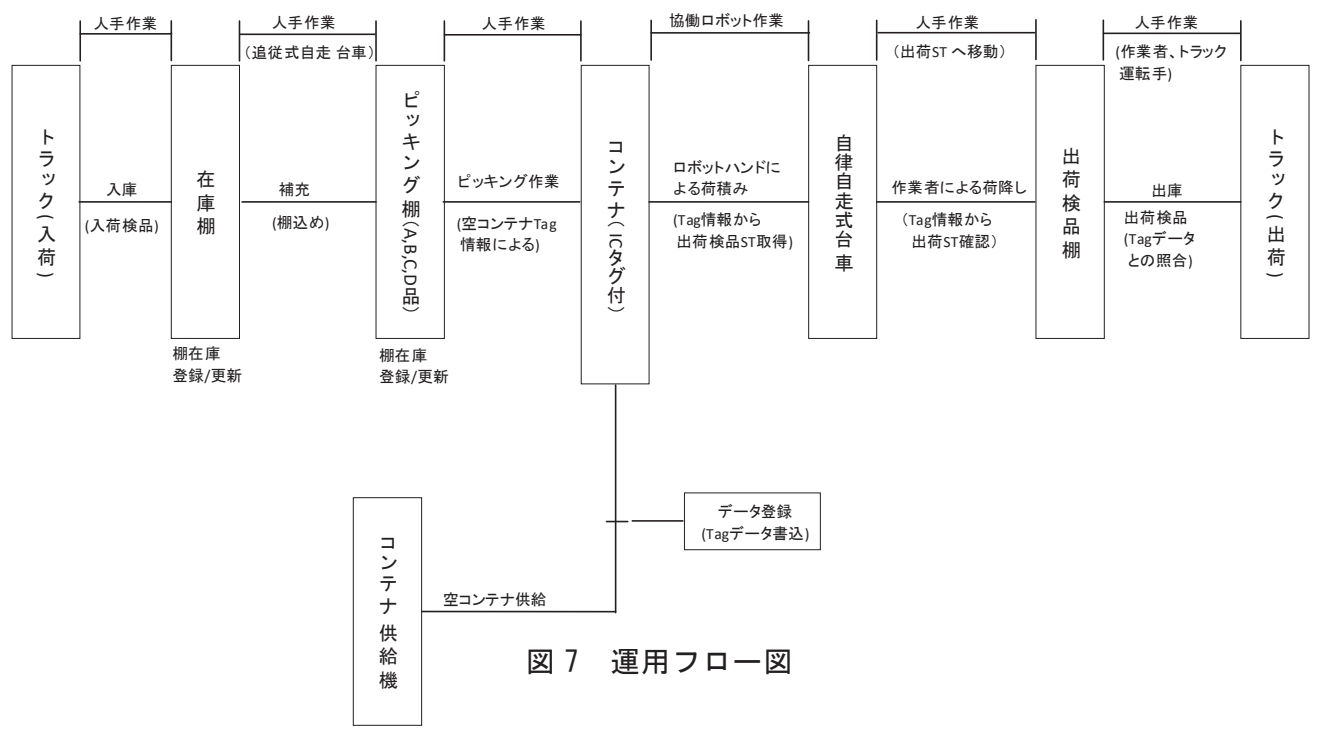 人手作業
人手作業
(追従式自走 台車)
人手作業
協働ロボット作業
人手作業
(出荷ST へ移動)
人手作業
(作業者、トラック
運転手)
トラック(入荷)
入庫
(入荷検品)
在庫棚
棚在庫
登録/更新
補充
(棚込め)
ピッキング棚(A,B,C,D品)
棚在庫
登録/更新
ピッキング作業
(空コンテナTag
情報による)
コンテナ(ICタグ付)
ロボットハンドに
よる荷積み
(Tag情報から
出荷検品ST取得)
自律自走式台車
作業者による荷降し
(Tag情報から
出荷ST確認)
出荷検品棚
出庫
出荷検品
(Tagデータ
との照合)
トラック(出荷)
データ登録
(Tagデータ書込)
コンテナ供給機
空コンテナ供給
図7 運用フロー図